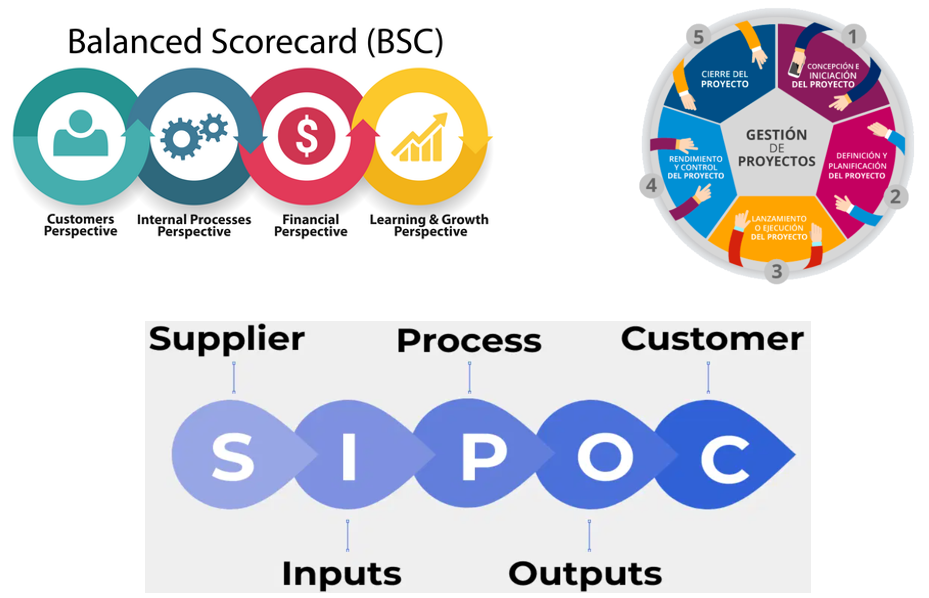 Balanced Scorecard (BSC)
Customers
Perspective
Internal Processes
Perspective
$
Financial
Perspective
Learning & Growth
Perspective
GESTIÓN
DE
PROYECTOS
1
CONCEPCIÓN E
INICIACIÓN
DEL PROYECTO
2
DEFINICIÓN Y
PLANIFICACIÓN
DEL PROYECTO
3
LANZAMIENTO
O EJECUCIÓN
DEL PROYECTO
4
RENDIMIENTO
Y CONTROL
DEL PROYECTO
5
CIERRE DEL
PROYECTO
Supplier
Process
Customer
S I P O C
Inputs
Outputs